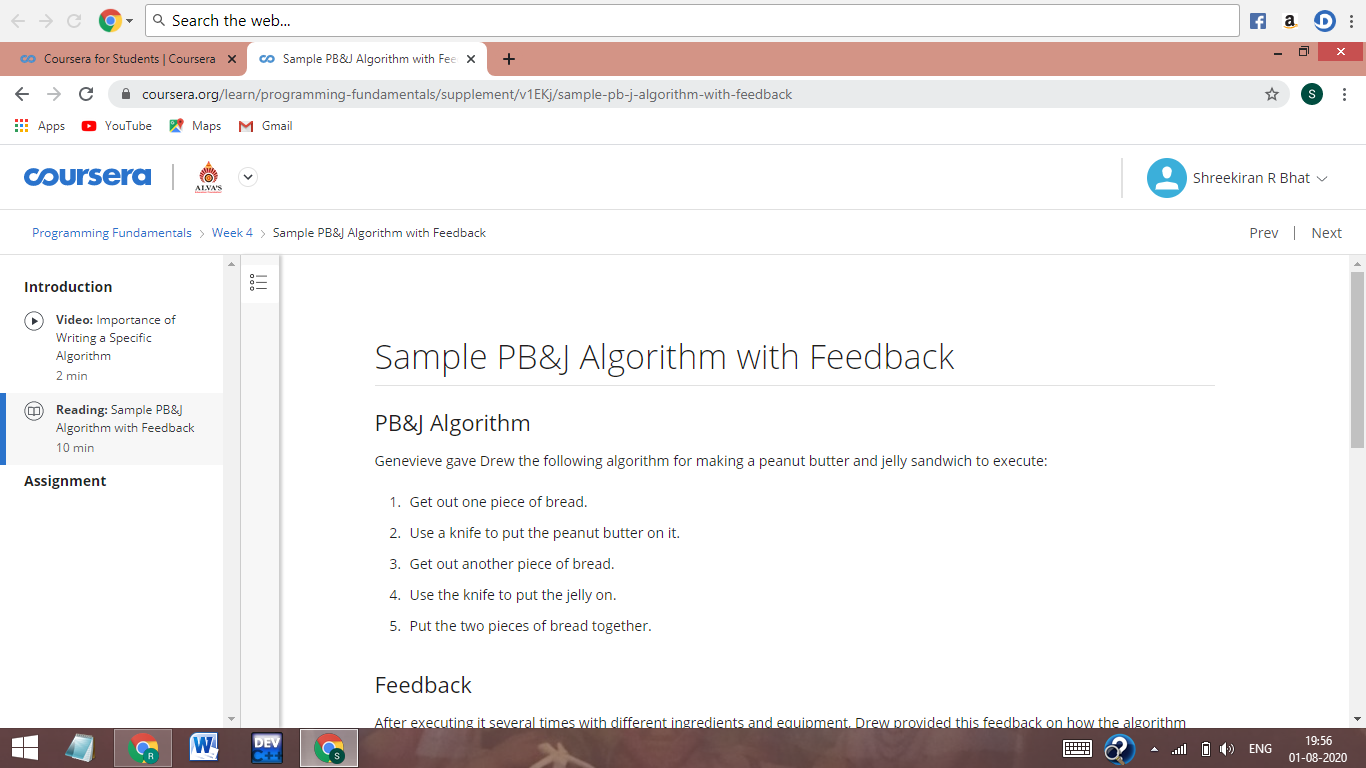 Search the web...
Coursera for Students | Coursera
Sample PB&J Algorithm with Fee
coursera.org/learn/programming-fundamentals/supplement/v1EKj/sample-pb-j-algorithm-with-feedback
S
Apps YouTube Maps Gmail
coursera
ALVA'S
Shreekiran R Bhat
Programming Fundamentals > Week 4 > Sample PB&J Algorithm with Feedback
Prev | Next
Introduction
Video: Importance of
Writing a Specific
Algorithm
2 min
Reading: Sample PB&J
Algorithm with Feedback
10 min
Assignment
Sample PB&J Algorithm with Feedback
PB&J Algorithm
Genevieve gave Drew the following algorithm for making a peanut butter and jelly sandwich to execute:
1. Get out one piece of bread.
2. Use a knife to put the peanut butter on it.
3. Get out another piece of bread.
4. Use the knife to put the jelly on.
5. Put the two pieces of bread together.
Feedback
After executing it several times with different ingredients and equipment, Drew provided this feedback on how the algorithm
R
W
DEV
C++
S
ENG
19:56
01-08-2020